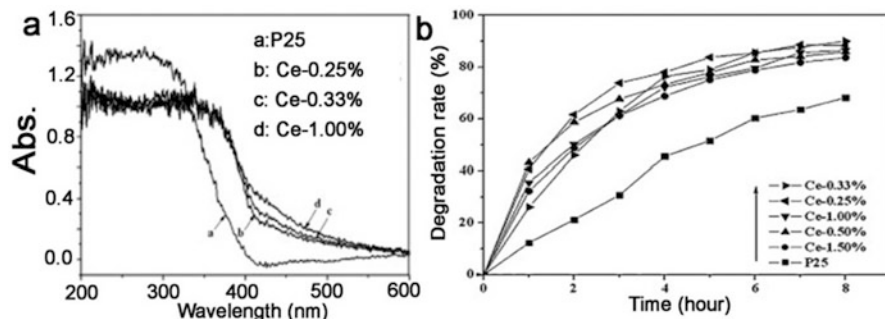 a
a:P25
b: Ce-0.25%
c: Ce-0.33%
d: Ce-1.00%
Abs.
1.6
1.2
0.8
0.4
0.0
a
b
c
d
200 300 400 500 600
Wavelength (nm)
b
Degradation rate (%)
100
80
60
40
20
0
Ce-0.33%
Ce-0.25%
Ce-1.00%
Ce-0.50%
Ce-1.50%
P25
0 2 4 6 8
Time (hour)